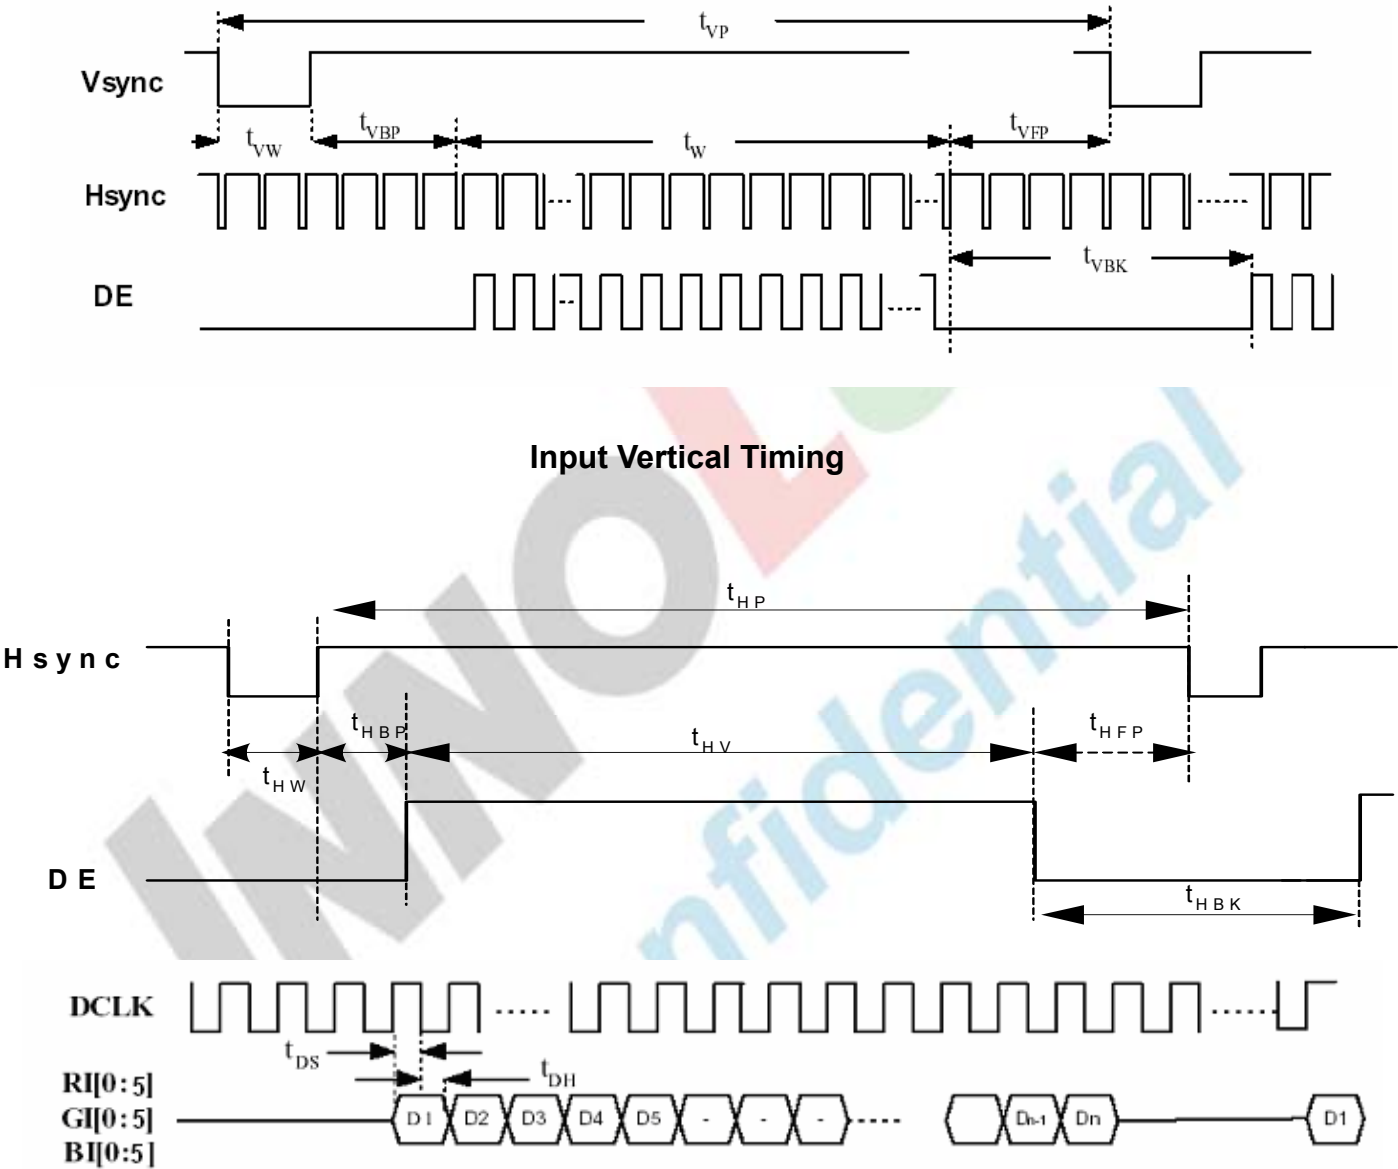 tVP
Vsync
tVW
tVBP
tW
tVFP
Hsync
tVBK
DE
Input Vertical Timing
tHP
Hsync
tHBP
tHV
tHFP
tHW
DE
tHBK
INNOLU
nfidential
DCLK
tDS
tDH
RI[0:5]
GI[0:5]
BI[0:5]
D1 D2 D3 D4 D5 - - - Dn-1 Dn D1